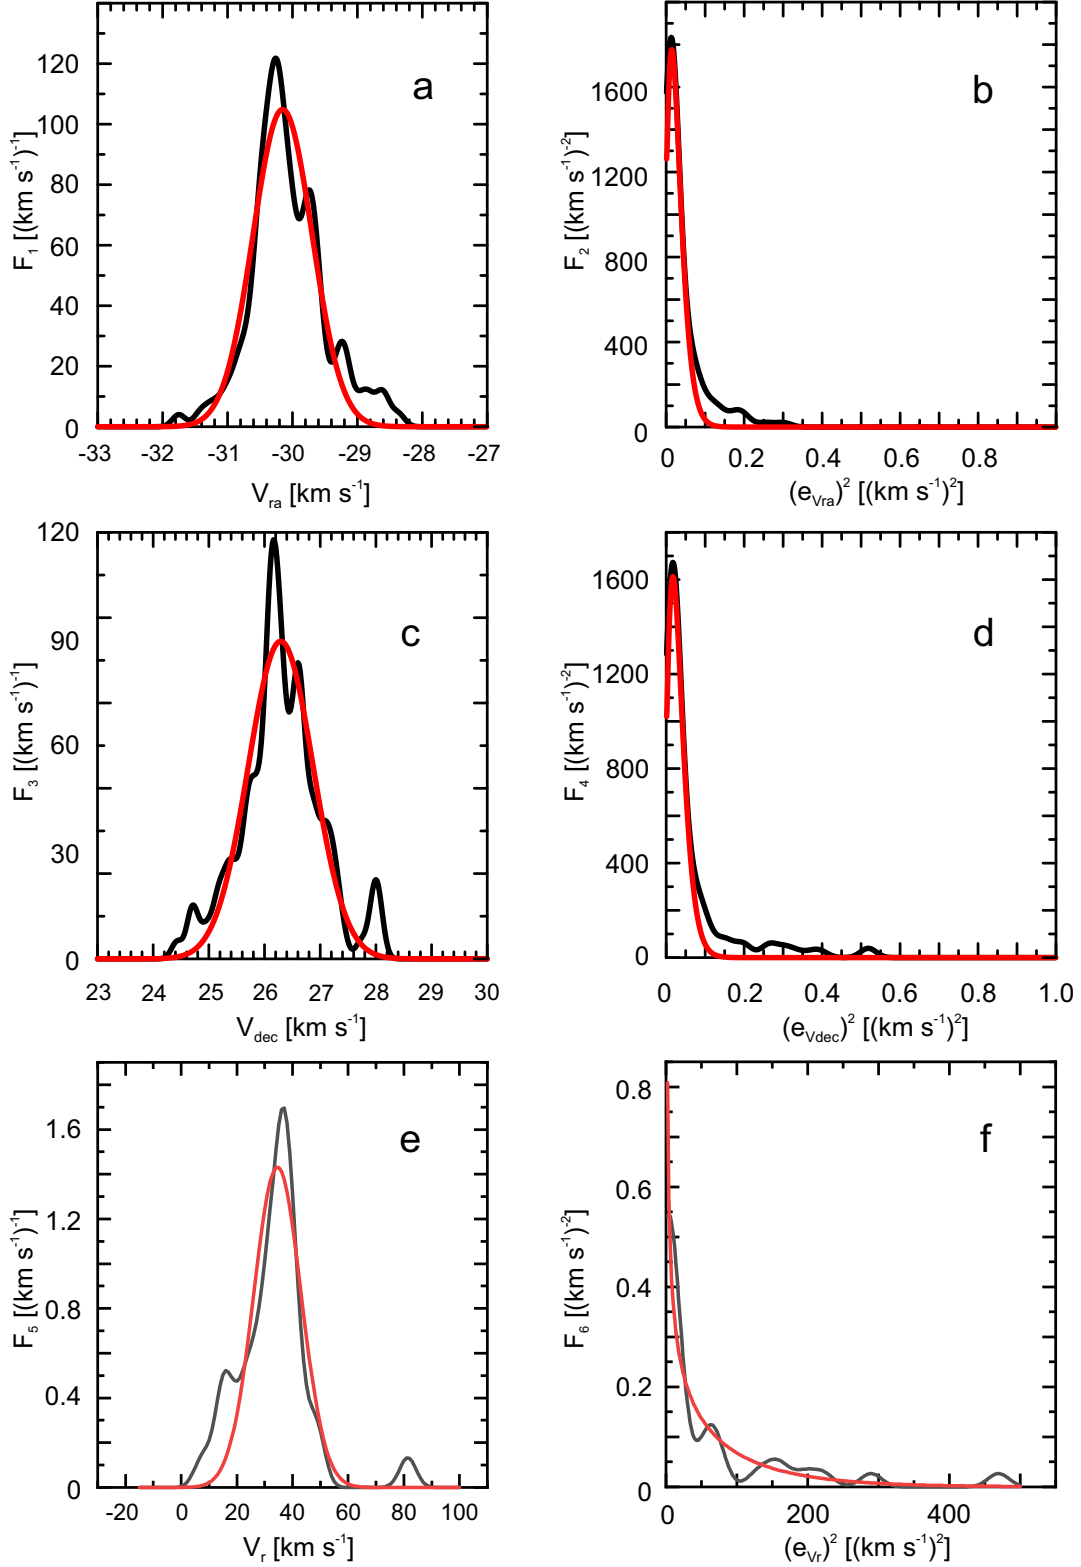 a
120
100
80
60
40
20
0
F₁ [(km s⁻¹)⁻¹]
-33 -32 -31 -30 -29 -28 -27
V_ra [km s⁻¹]
b
1600
1200
800
400
0
F₂ [(km s⁻¹)⁻²]
0 0.2 0.4 0.6 0.8
(e_Vra)² [(km s⁻¹)²]
c
120
90
60
30
0
F₃ [(km s⁻¹)⁻¹]
23 24 25 26 27 28 29 30
V_dec [km s⁻¹]
d
1600
1200
800
400
0
F₄ [(km s⁻¹)⁻²]
0 0.2 0.4 0.6 0.8 1.0
(e_Vdec)² [(km s⁻¹)²]
e
1.6
1.2
0.8
0.4
0
F₅ [(km s⁻¹)⁻¹]
-20 0 20 40 60 80 100
V_r [km s⁻¹]
f
0.8
0.6
0.4
0.2
0
F₆ [(km s⁻¹)⁻²]
0 200 400
(e_Vr)² [(km s⁻¹)²]